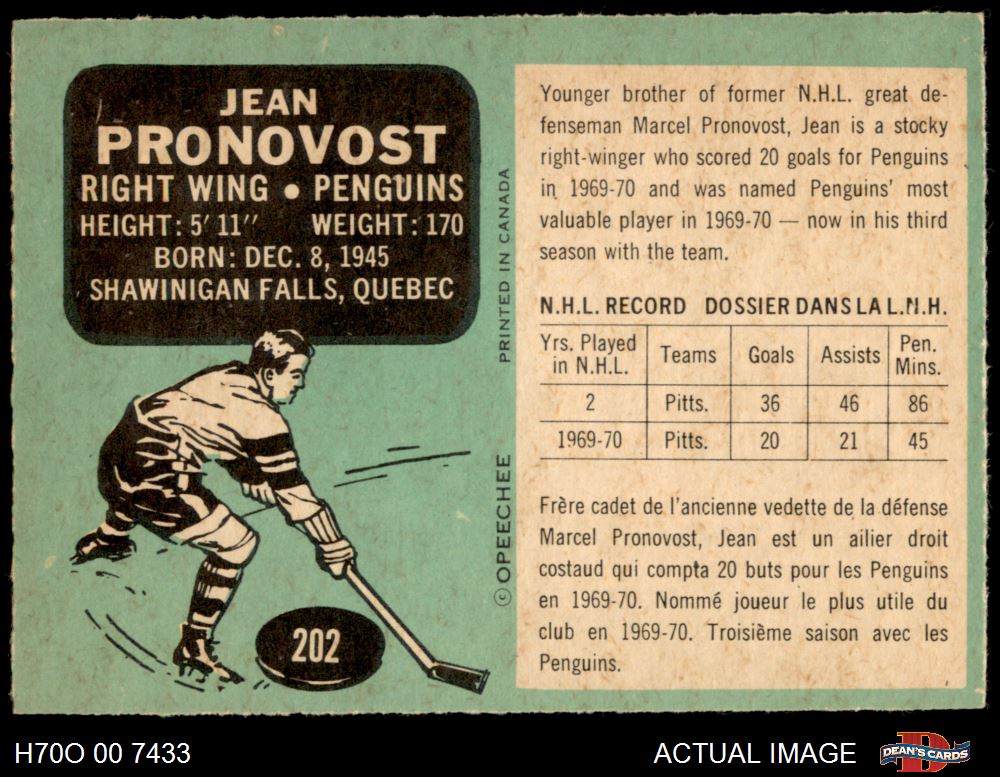 JEAN
PRONOVOST
RIGHT WING • PENGUINS
HEIGHT: 5' 11" WEIGHT: 170
BORN: DEC. 8, 1945
SHAWINIGAN FALLS, QUEBEC
202
PRINTED IN CANADA
© OPEECHEE
Younger brother of former N.H.L. great de-
fenseman Marcel Pronovost, Jean is a stocky
right-winger who scored 20 goals for Penguins
in 1969-70 and was named Penguins' most
valuable player in 1969-70 — now in his third
season with the team.
N.H.L. RECORD DOSSIER DANS LA L.N.H.
Yrs. Played in N.H.L. Teams Goals Assists Pen. Mins.
2 Pitts. 36 46 86
1969-70 Pitts. 20 21 45
Frère cadet de l'ancienne vedette de la défense
Marcel Pronovost, Jean est un ailier droit
costaud qui compta 20 buts pour les Penguins
en 1969-70. Nommé joueur le plus utile du
club en 1969-70. Troisième saison avec les
Penguins.
H70O 00 7433
ACTUAL IMAGE
DEAN'S CARDS